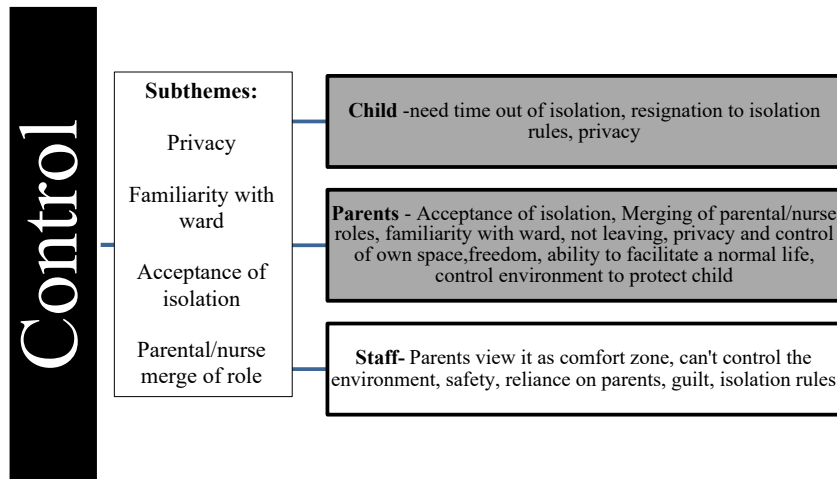 Control
Subthemes:
Privacy
Familiarity with
ward
Acceptance of
isolation
Parental/nurse
merge of role
Child -need time out of isolation, resignation to isolation
rules, privacy
Parents - Acceptance of isolation, Merging of parental/nurse
roles, familiarity with ward, not leaving, privacy and control
of own space,freedom, ability to facilitate a normal life,
control environment to protect child
Staff- Parents view it as comfort zone, can't control the
environment, safety, reliance on parents, guilt, isolation rules